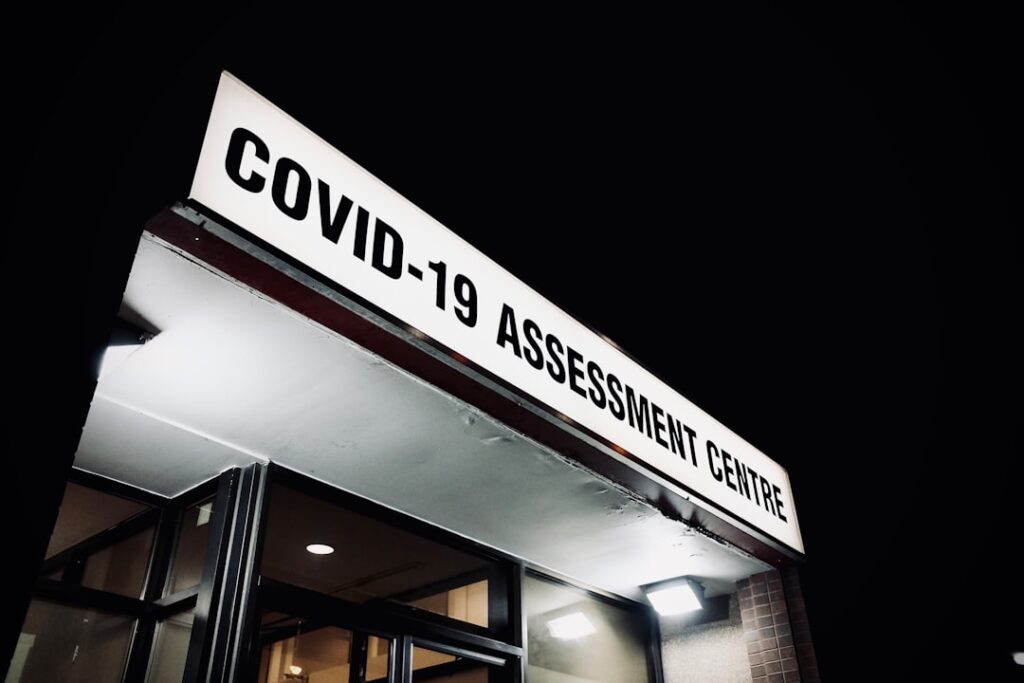 COVID-19 ASSESSMENT CENTRE